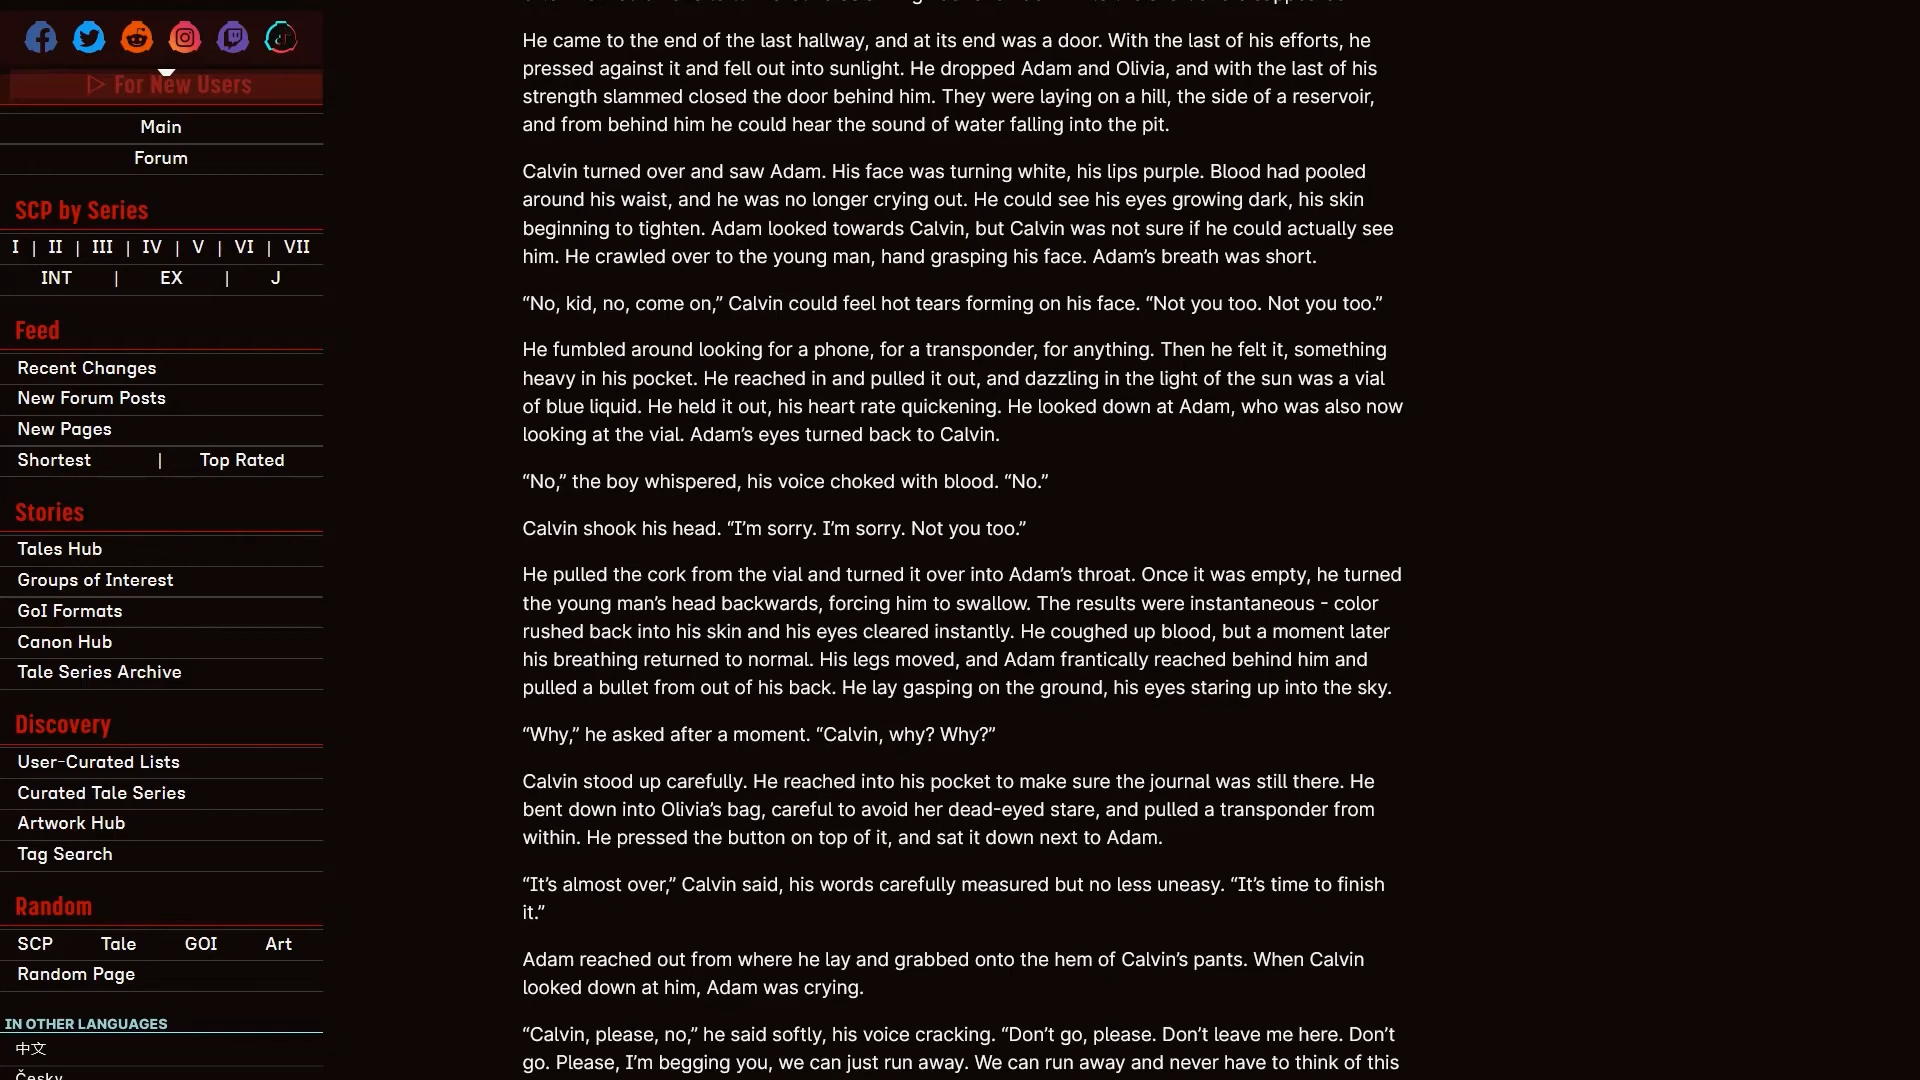 For New Users
Main
Forum
SCP by Series
I | II | III | IV | V | VI | VII
INT | EX | J
Feed
Recent Changes
New Forum Posts
New Pages
Shortest | Top Rated
Stories
Tales Hub
Groups of Interest
GoI Formats
Canon Hub
Tale Series Archive
Discovery
User-Curated Lists
Curated Tale Series
Artwork Hub
Tag Search
Random
SCP Tale GOI Art
Random Page
IN OTHER LANGUAGES
中文
Česky
He came to the end of the last hallway, and at its end was a door. With the last of his efforts, he
pressed against it and fell out into sunlight. He dropped Adam and Olivia, and with the last of his
strength slammed closed the door behind him. They were laying on a hill, the side of a reservoir,
and from behind him he could hear the sound of water falling into the pit.
Calvin turned over and saw Adam. His face was turning white, his lips purple. Blood had pooled
around his waist, and he was no longer crying out. He could see his eyes growing dark, his skin
beginning to tighten. Adam looked towards Calvin, but Calvin was not sure if he could actually see
him. He crawled over to the young man, hand grasping his face. Adam’s breath was short.
“No, kid, no, come on,” Calvin could feel hot tears forming on his face. “Not you too. Not you too.”
He fumbled around looking for a phone, for a transponder, for anything. Then he felt it, something
heavy in his pocket. He reached in and pulled it out, and dazzling in the light of the sun was a vial
of blue liquid. He held it out, his heart rate quickening. He looked down at Adam, who was also now
looking at the vial. Adam’s eyes turned back to Calvin.
“No,” the boy whispered, his voice choked with blood. “No.”
Calvin shook his head. “I’m sorry. I’m sorry. Not you too.”
He pulled the cork from the vial and turned it over into Adam’s throat. Once it was empty, he turned
the young man’s head backwards, forcing him to swallow. The results were instantaneous - color
rushed back into his skin and his eyes cleared instantly. He coughed up blood, but a moment later
his breathing returned to normal. His legs moved, and Adam frantically reached behind him and
pulled a bullet from out of his back. He lay gasping on the ground, his eyes staring up into the sky.
“Why,” he asked after a moment. “Calvin, why? Why?”
Calvin stood up carefully. He reached into his pocket to make sure the journal was still there. He
bent down into Olivia’s bag, careful to avoid her dead-eyed stare, and pulled a transponder from
within. He pressed the button on top of it, and sat it down next to Adam.
“It’s almost over,” Calvin said, his words carefully measured but no less uneasy. “It’s time to finish
it.”
Adam reached out from where he lay and grabbed onto the hem of Calvin’s pants. When Calvin
looked down at him, Adam was crying.
“Calvin, please, no,” he said softly, his voice cracking. “Don’t go, please. Don’t leave me here. Don’t
go. Please, I’m begging you, we can just run away. We can run away and never have to think of this